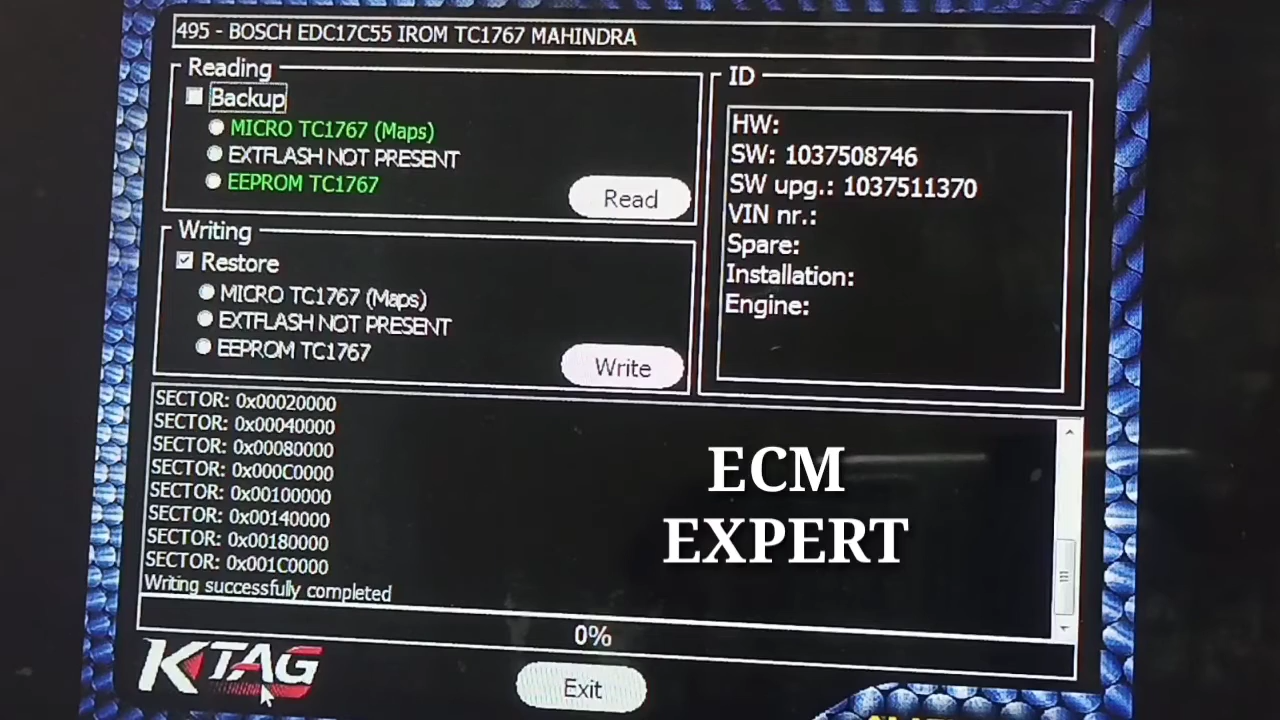 495 - BOSCH EDC17C55 IROM TC1767 MAHINDRA
Reading
Backup
MICRO TC1767 (Maps)
EXTFLASH NOT PRESENT
EEPROM TC1767
Read
Writing
Restore
MICRO TC1767 (Maps)
EXTFLASH NOT PRESENT
EEPROM TC1767
Write
ID
HW:
SW: 1037508746
SW upg.: 1037511370
VIN nr.:
Spare:
Installation:
Engine:
SECTOR: 0x00020000
SECTOR: 0x00040000
SECTOR: 0x00080000
SECTOR: 0x000C0000
SECTOR: 0x00100000
SECTOR: 0x00140000
SECTOR: 0x00180000
SECTOR: 0x001C0000
Writing successfully completed
ECM
EXPERT
0%
KTAG
Exit